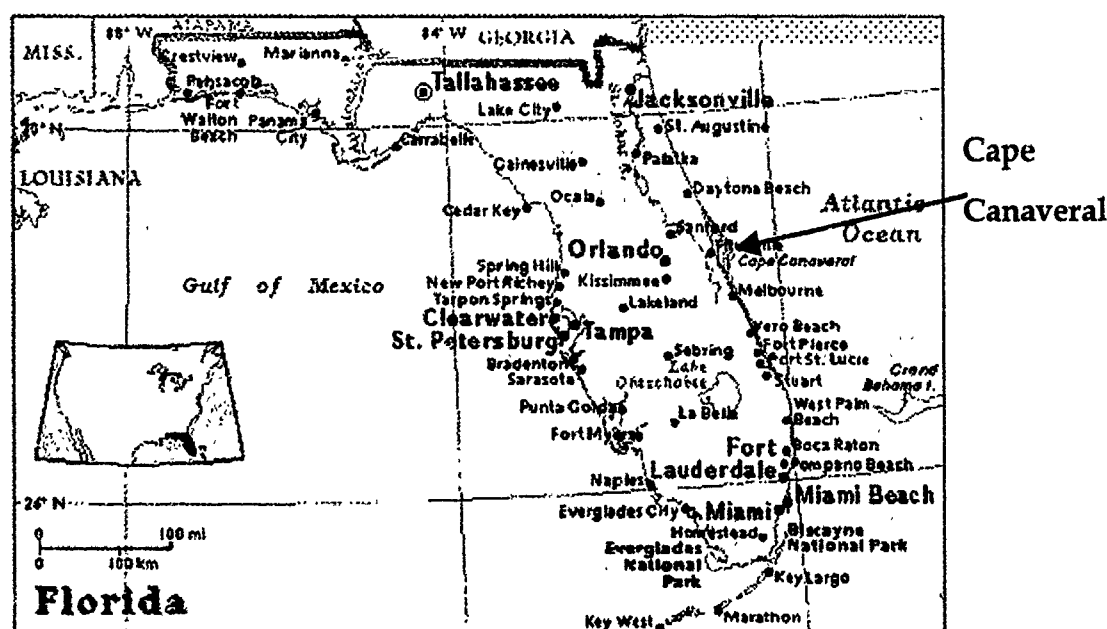 ALABAMA
88° W
84° W
GEORGIA
MISS.
Crestview
Marianna
Tallahassee
Pensacola
Fort
Walton
Beach
Panama
City
Lake City
Jacksonville
30° N
Carrabelle
St. Augustine
Gainesville
Palatka
Cape
LOUISIANA
Ocala
Daytona Beach
Cedar Key
Atlantic
Ocean
Canaveral
Sanford
Orlando
Cape Canaveral
Spring Hill
Kissimmee
New Port Richey
Gulf of Mexico
Melbourne
Tarpon Springs
Lakeland
Clearwater
Tampa
Vero Beach
St. Petersburg
Fort Pierce
Port St. Lucie
Bradenton
Sebring
Sarasota
Lake
Okeechobee
Stuart
Grand
Bahama I.
Punta Gorda
La Belle
West Palm
Beach
Fort Myers
Fort
Lauderdale
Boca Raton
Pompano Beach
Naples
26° N
Miami Beach
Everglades City
Miami
Homestead
Biscayne
National Park
0 100 mi
0 100 km
Everglades
National
Park
Key Largo
Florida
Marathon
Key West